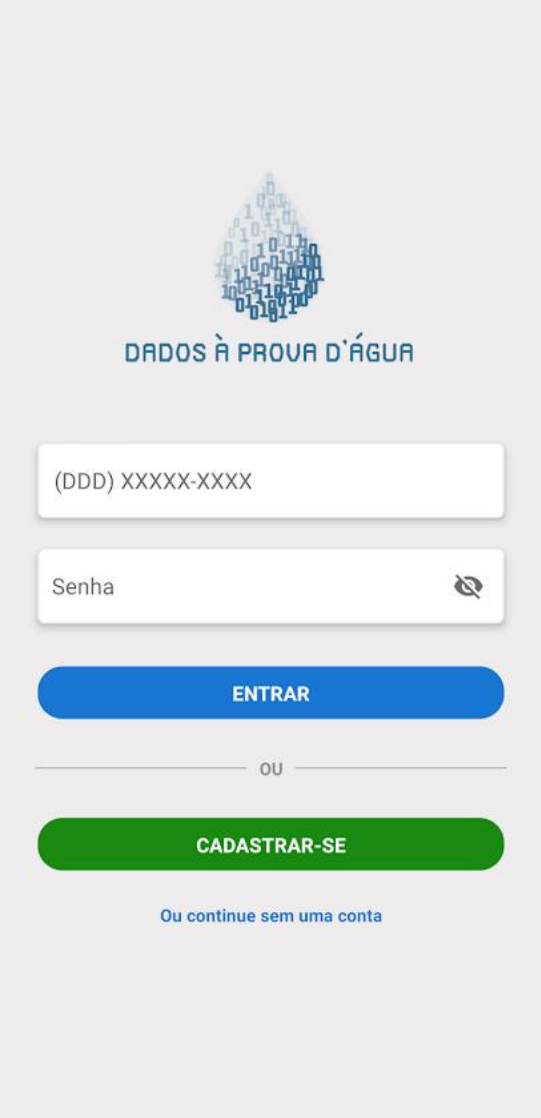 DADOS À PROVA D'ÁGUA
(DDD) XXXXX-XXXX
Senha
ENTRAR
OU
CADASTRAR-SE
Ou continue sem uma conta